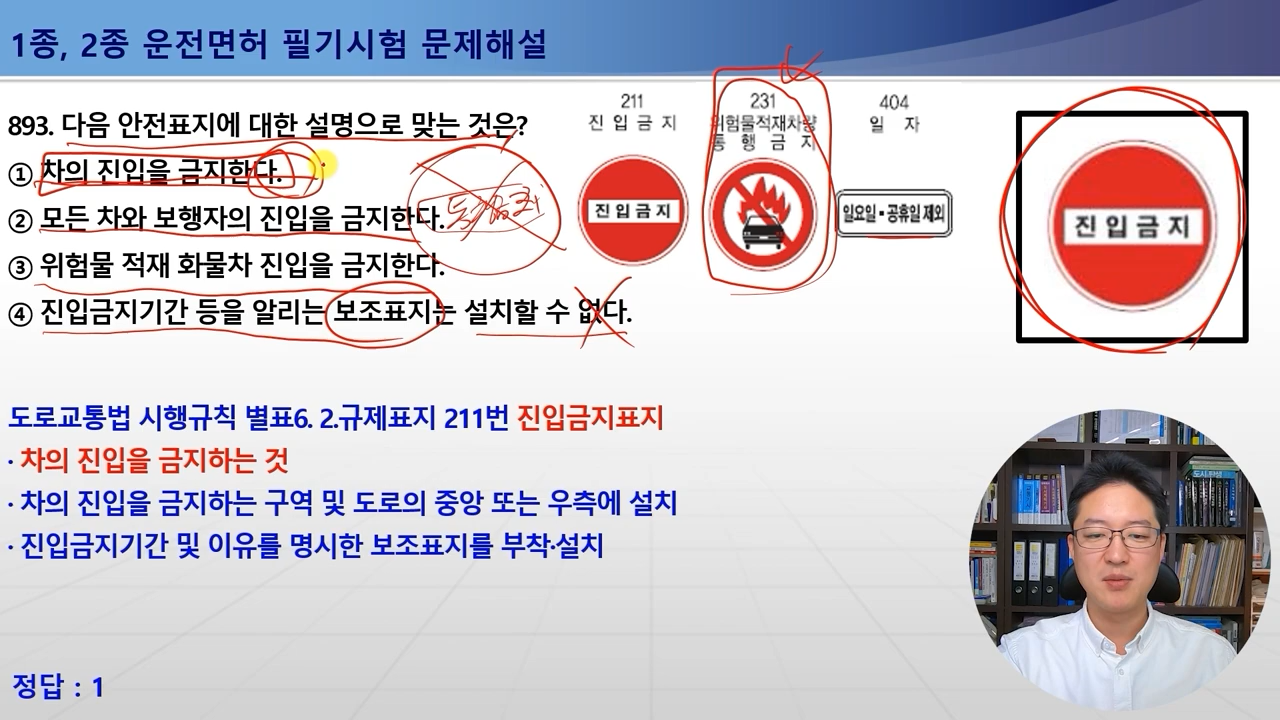 1종, 2종 운전면허 필기시험 문제해설
893. 다음 안전표지에 대한 설명으로 맞는 것은?
① 차의 진입을 금지한다.
② 모든 차와 보행자의 진입을 금지한다.
③ 위험물 적재 화물차 진입을 금지한다.
④ 진입금지기간 등을 알리는 보조표지는 설치할 수 없다.
211
진 입 금 지
진입금지
231
위험물적재차량
통 행 금 지
404
일 자
일요일·공휴일 제외
진입금지
도로교통법 시행규칙 별표6. 2.규제표지 211번 진입금지표지
· 차의 진입을 금지하는 것
· 차의 진입을 금지하는 구역 및 도로의 중앙 또는 우측에 설치
· 진입금지기간 및 이유를 명시한 보조표지를 부착·설치
정답 : 1